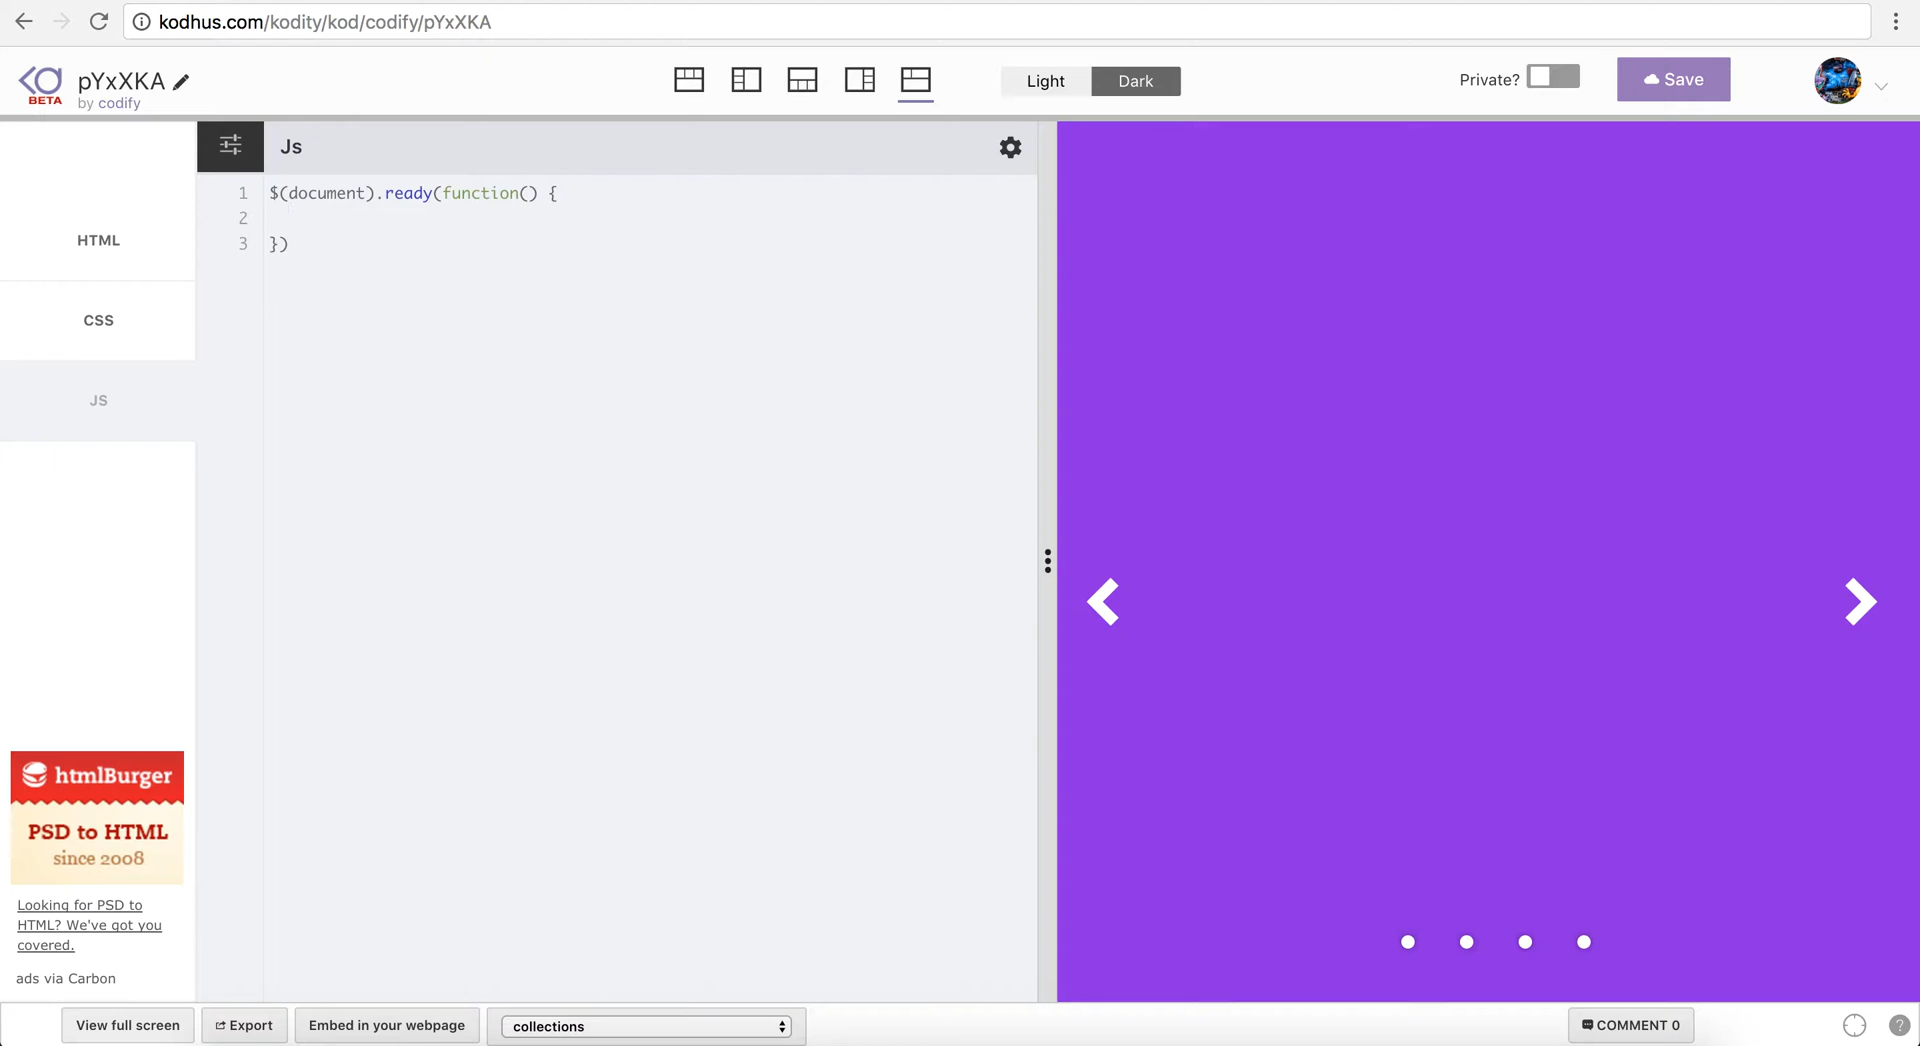 kodhus.com/kodity/kod/codify/pYxXKA
BETA
pYxXKA
by codify
Light
Dark
Private?
Save
HTML
CSS
JS
Js
1 $(document).ready(function() {
2
3 })
htmlBurger
PSD to HTML
since 2008
Looking for PSD to
HTML? We've got you
covered.
ads via Carbon
View full screen
Export
Embed in your webpage
collections
COMMENT 0
?